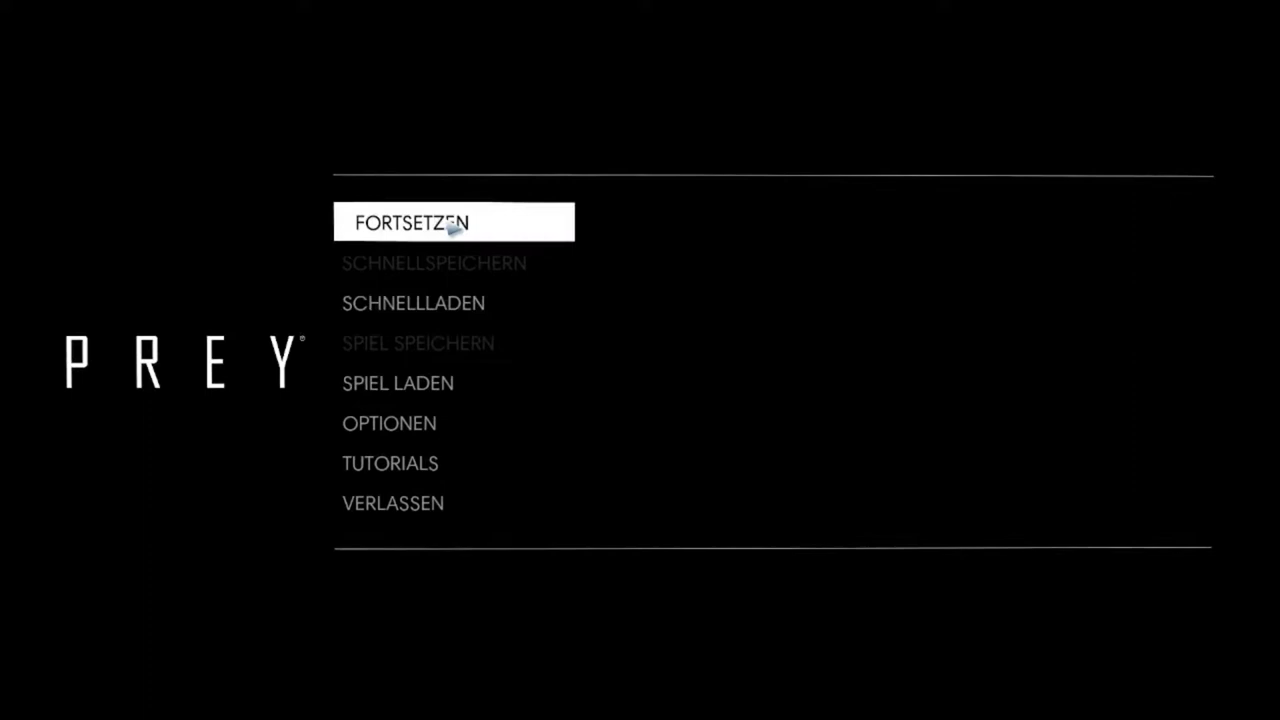 FORTSETZEN
SCHNELLSPEICHERN
SCHNELLLADEN
PREY
SPIEL SPEICHERN
SPIEL LADEN
OPTIONEN
TUTORIALS
VERLASSEN